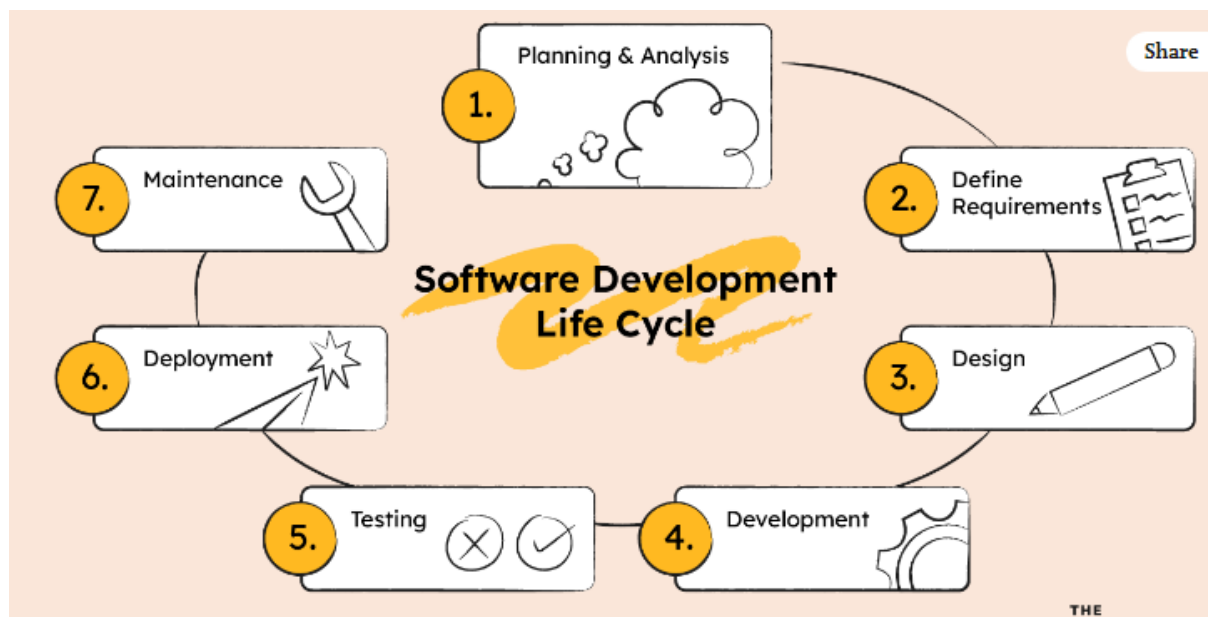 Share
1.
Planning & Analysis
2.
Define
Requirements
3.
Design
4.
Development
5.
Testing
6.
Deployment
7.
Maintenance
Software Development
Life Cycle
THE